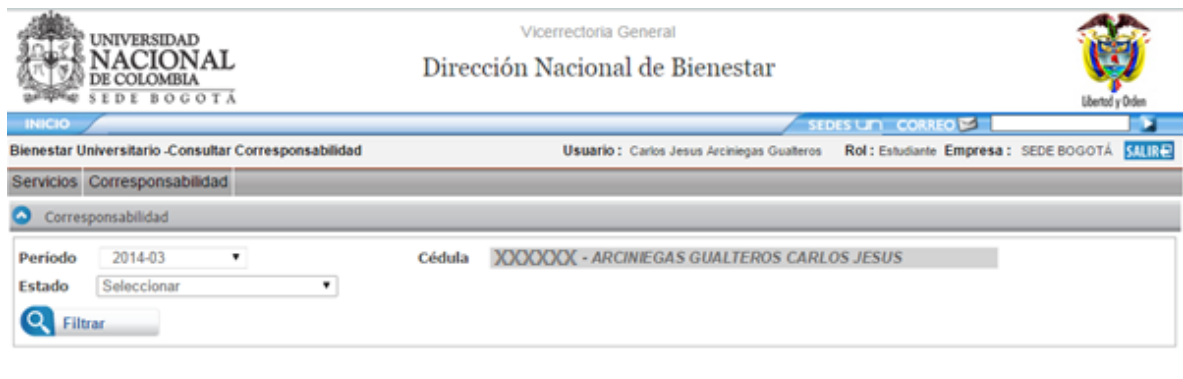 UNIVERSIDAD
NACIONAL
DE COLOMBIA
SEDE BOGOTÁ
Vicerrectoria General
Dirección Nacional de Bienestar
Libertad y Orden
INICIO
SEDES un CORREO
Bienestar Universitario -Consultar Corresponsabilidad Usuario : Carlos Jesus Arciniegas Gualteros Rol : Estudiante Empresa : SEDE BOGOTÁ SALIR
Servicios Corresponsabilidad
Corresponsabilidad
Período 2014-03 Cédula XXXXXX - ARCINIEGAS GUALTEROS CARLOS JESUS
Estado Seleccionar
Filtrar